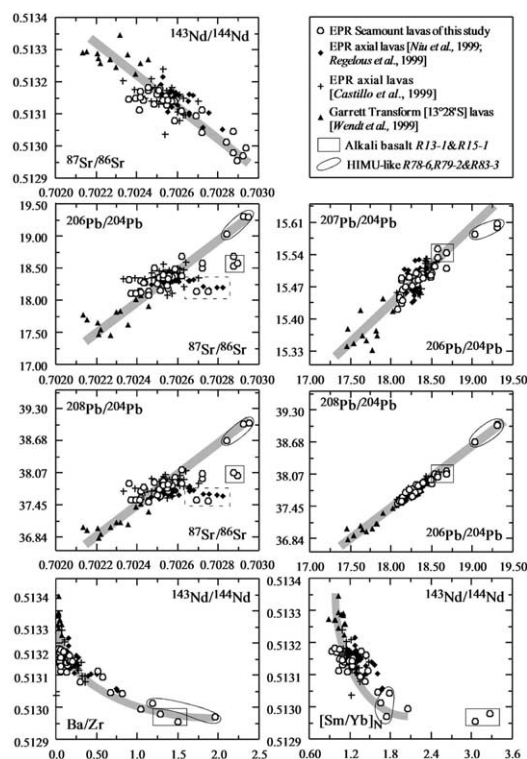 0.5134
0.5133
0.5132
0.5131
0.5130
0.5129
143Nd/144Nd
87Sr/86Sr
0.7020 0.7022 0.7024 0.7026 0.7028 0.7030
EPR Seamount lavas of this study
EPR axial lavas [Niu et al., 1999;
Regelous et al., 1999]
EPR axial lavas
[Castillo et al., 1999]
Garrett Transform [13°28'S] lavas
[Wendt et al., 1999]
Alkali basalt R13-1&R15-1
HIMU-like R78-6,R79-2&R83-3
19.50
19.00
18.50
18.00
17.50
17.00
206Pb/204Pb
87Sr/86Sr
0.7020 0.7022 0.7024 0.7026 0.7028 0.7030
15.61
15.54
15.47
15.40
15.33
207Pb/204Pb
206Pb/204Pb
17.00 17.50 18.00 18.50 19.00 19.50
39.30
38.68
38.07
37.45
36.84
208Pb/204Pb
87Sr/86Sr
0.7020 0.7022 0.7024 0.7026 0.7028 0.7030
39.30
38.68
38.07
37.45
36.84
208Pb/204Pb
206Pb/204Pb
17.00 17.50 18.00 18.50 19.00 19.50
0.5134
0.5133
0.5132
0.5131
0.5130
0.5129
143Nd/144Nd
Ba/Zr
0.0 0.5 1.0 1.5 2.0 2.5
0.5134
0.5133
0.5132
0.5131
0.5130
0.5129
143Nd/144Nd
[Sm/Yb]N
0.6 1.2 1.8 2.4 3.0 3.6